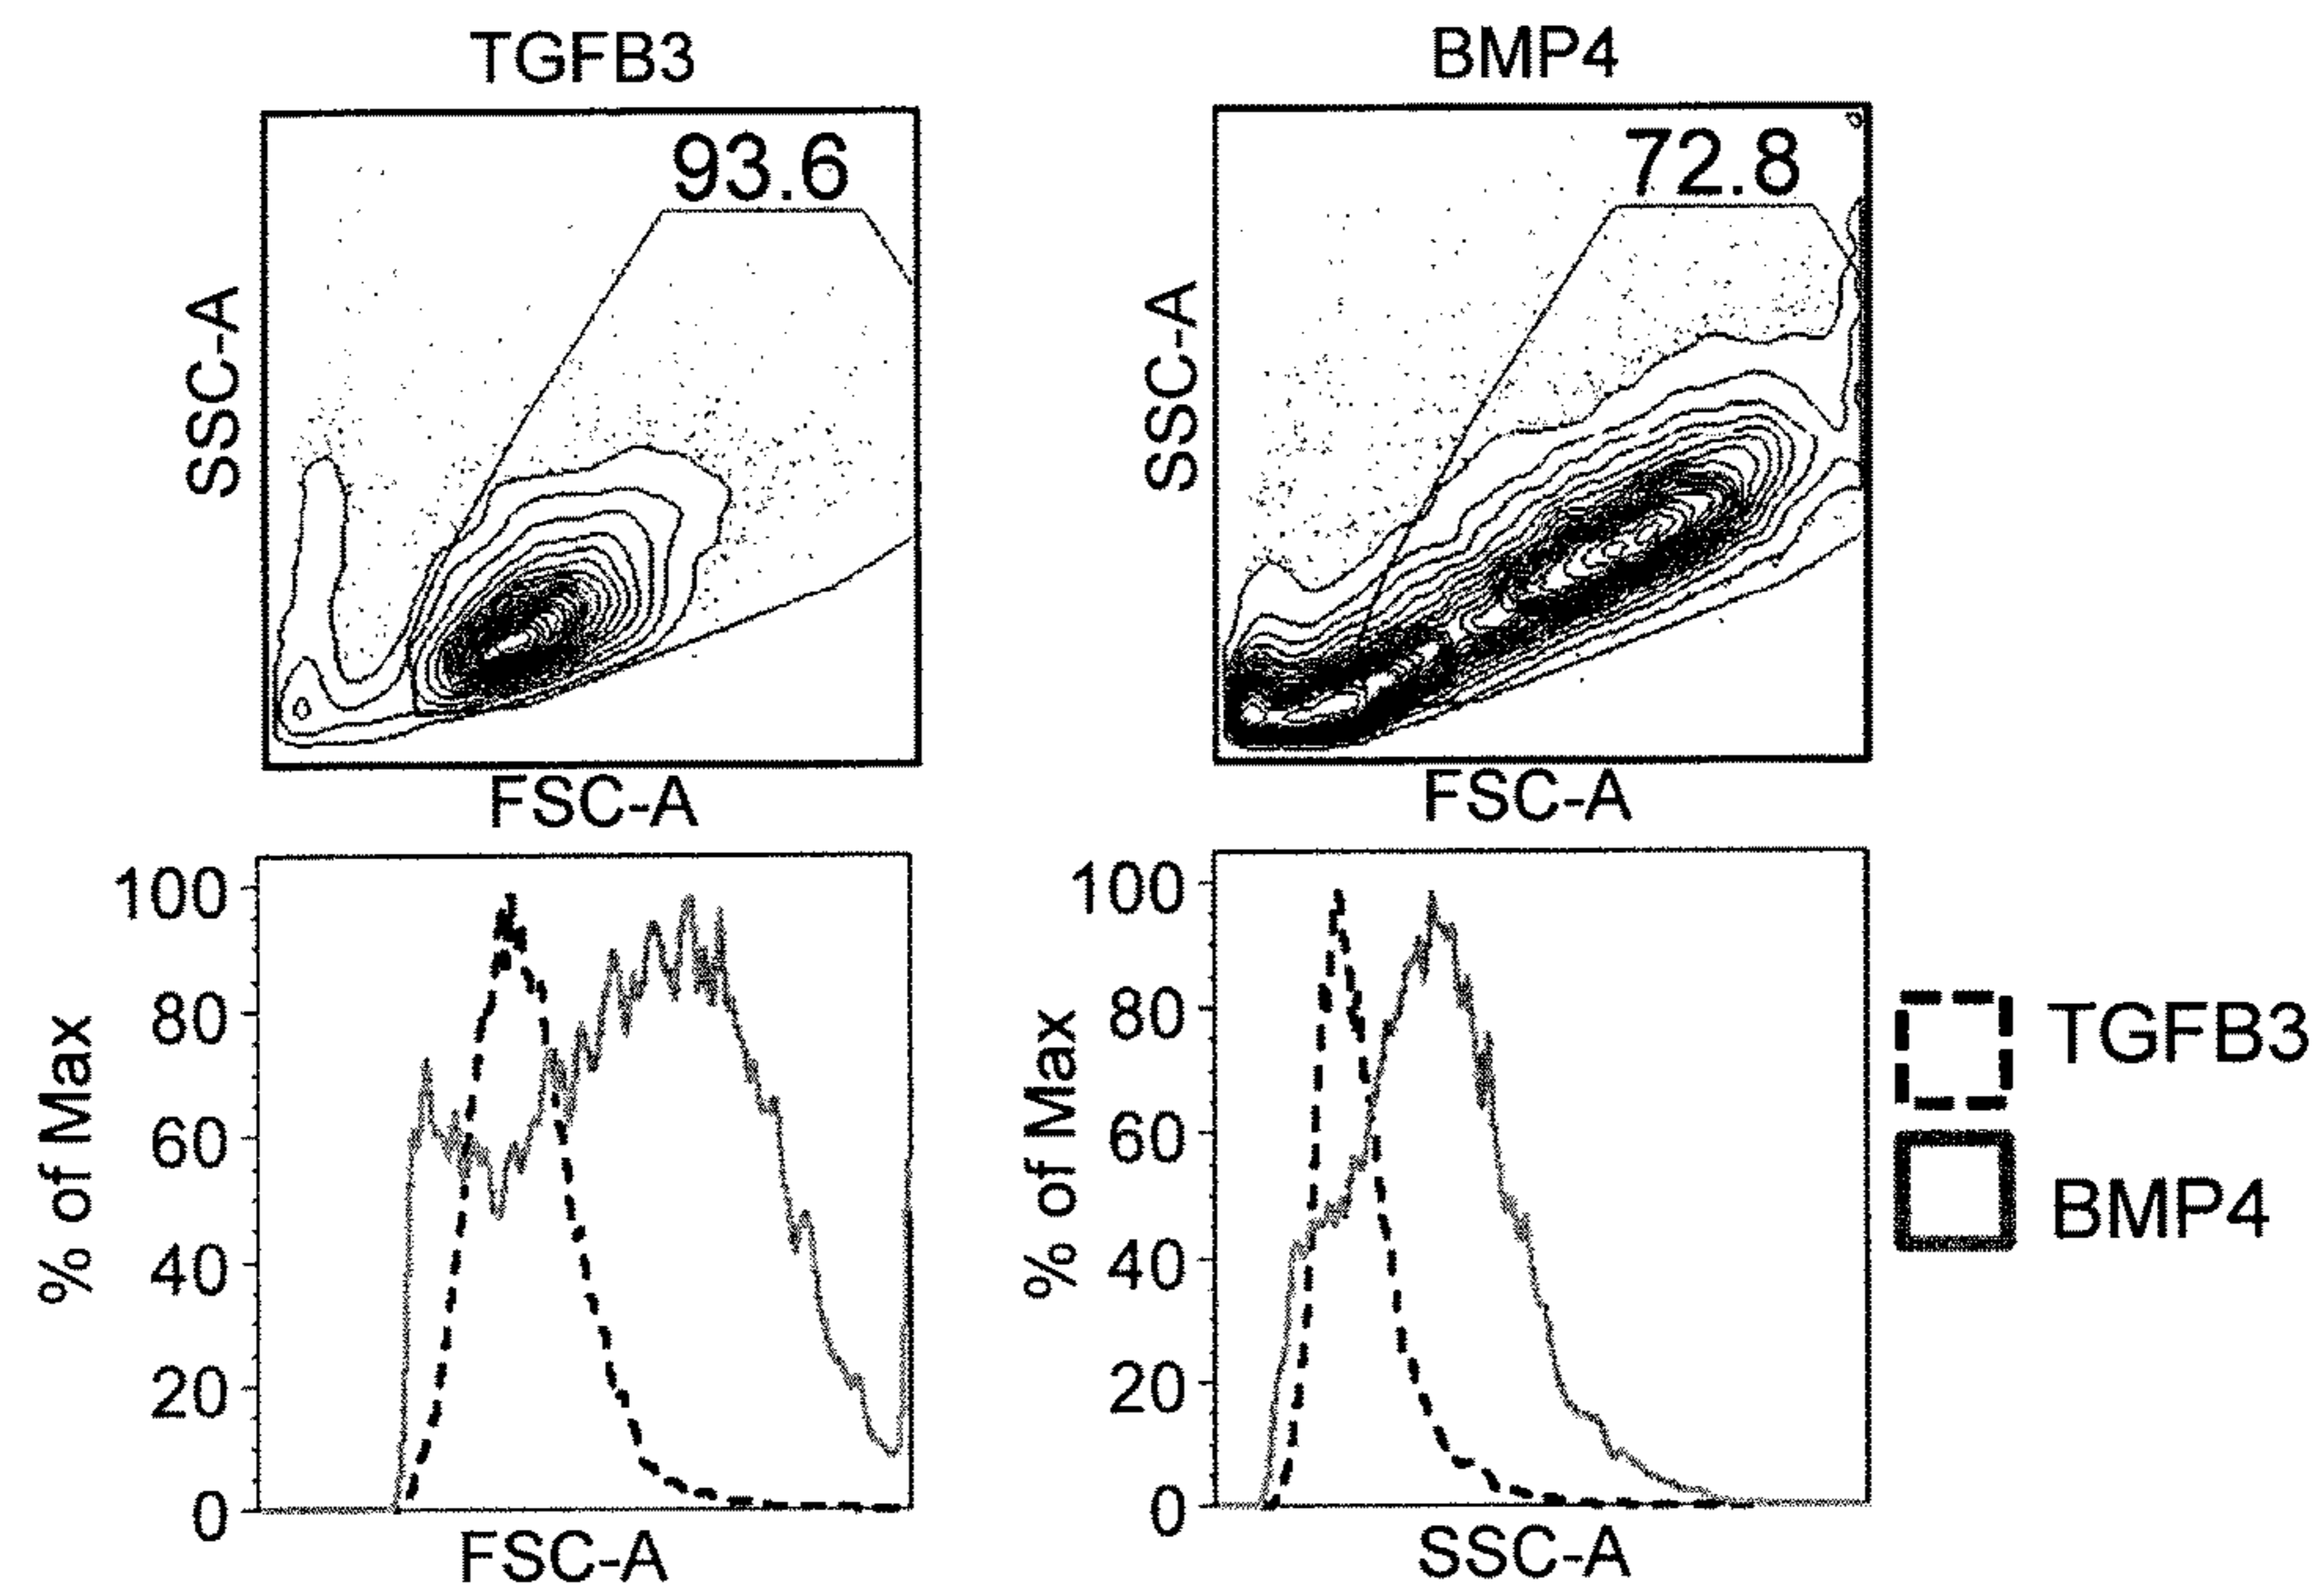 TGFB3
93.6
SSC-A
FSC-A
BMP4
72.8
SSC-A
FSC-A
100
80
60
40
20
0
% of Max
FSC-A
100
80
60
40
20
0
% of Max
SSC-A
TGFB3
BMP4